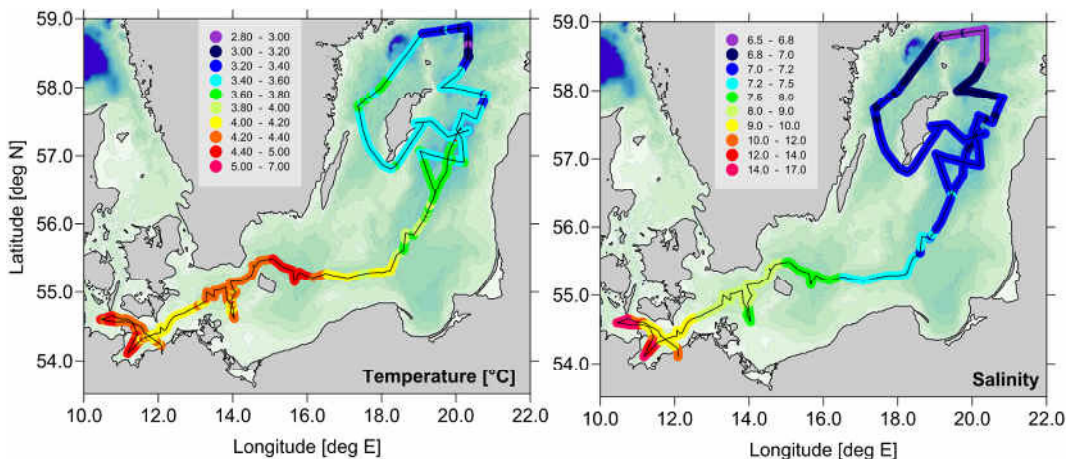 59.0
58.0
57.0
56.0
55.0
54.0
Latitude [deg N]
2.80 - 3.00
3.00 - 3.20
3.20 - 3.40
3.40 - 3.60
3.60 - 3.80
3.80 - 4.00
4.00 - 4.20
4.20 - 4.40
4.40 - 5.00
5.00 - 7.00
Temperature [°C]
10.0 12.0 14.0 16.0 18.0 20.0 22.0
Longitude [deg E]
59.0
58.0
57.0
56.0
55.0
54.0
6.5 - 6.8
6.8 - 7.0
7.0 - 7.2
7.2 - 7.5
7.5 - 8.0
8.0 - 9.0
9.0 - 10.0
10.0 - 12.0
12.0 - 14.0
14.0 - 17.0
Salinity
10.0 12.0 14.0 16.0 18.0 20.0 22.0
Longitude [deg E]